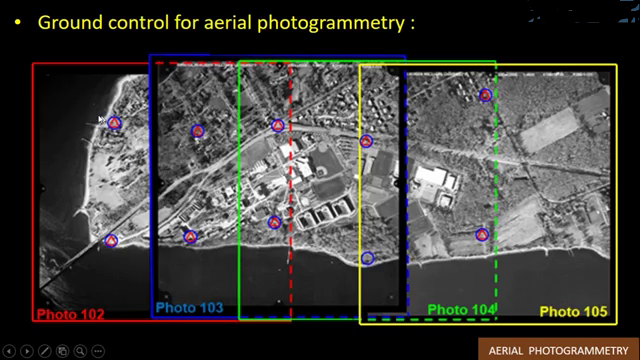 • Ground control for aerial photogrammetry :
Photo 102
Photo 103
Photo 104
Photo 105
AERIAL PHOTOGRAMMETRY